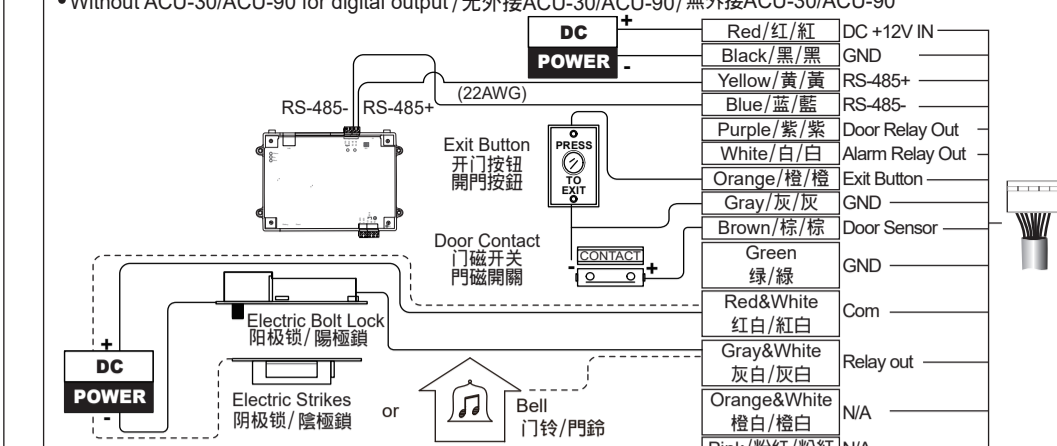 •Without ACU-30/ACU-90 for digital output/无外接ACU-30/ACU-90/無外接ACU-30/ACU-90
DC
POWER
+
-
Red/红/紅 DC +12V IN
Black/黑/黑 GND
Yellow/黄/黃 RS-485+
Blue/蓝/藍 RS-485-
Purple/紫/紫 Door Relay Out
White/白/白 Alarm Relay Out
Orange/橙/橙 Exit Button
Gray/灰/灰 GND
Brown/棕/棕 Door Sensor
Green
绿/綠
GND
Red&White
红白/紅白
Com
Gray&White
灰白/灰白
Relay out
Orange&White
橙白/橙白
N/A
Pink/粉红/粉紅 N/A
(22AWG)
RS-485- RS-485+
Exit Button
开门按钮
開門按鈕
PRESS
TO
EXIT
Door Contact
门磁开关
門磁開關
CONTACT
- +
Electric Bolt Lock
阳极锁/陽極鎖
+
DC
POWER
-
Electric Strikes
阴极锁/陰極鎖
or
Bell
门铃/門鈴